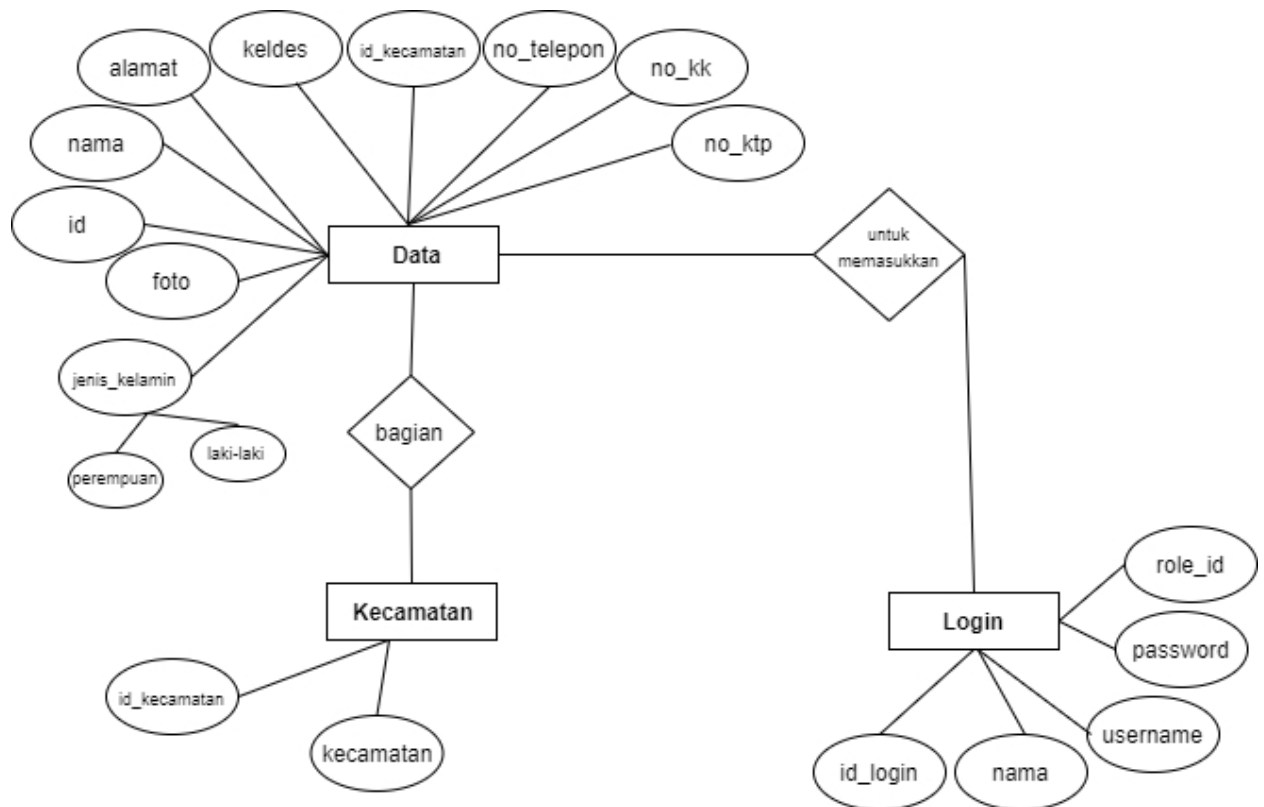 keldes
id_kecamatan
no_telepon
alamat
no_kk
nama
no_ktp
id
foto
Data
untuk
memasukkan
jenis_kelamin
laki-laki
perempuan
bagian
Kecamatan
Login
role_id
password
id_kecamatan
kecamatan
username
id_login
nama